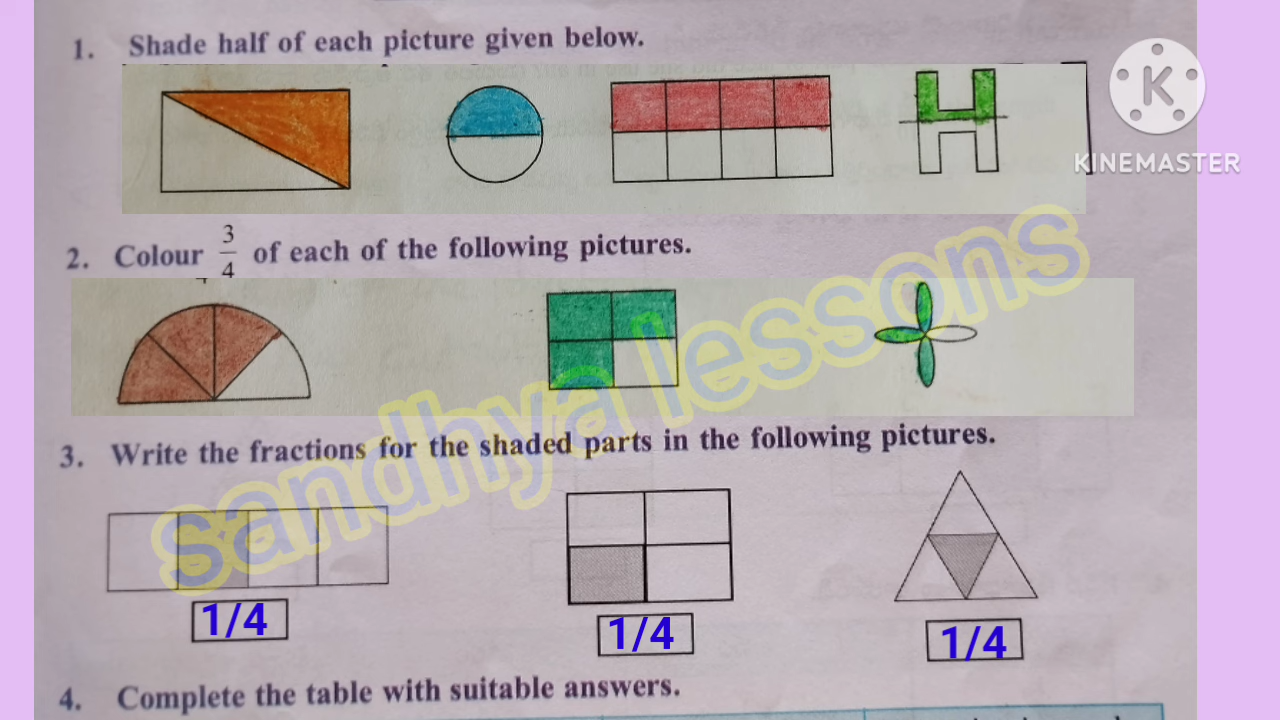 1. Shade half of each picture given below.
K
KINEMASTER
2. Colour 3/4 of each of the following pictures.
sandhya lessons
3. Write the fractions for the shaded parts in the following pictures.
1/4 1/4 1/4
4. Complete the table with suitable answers.